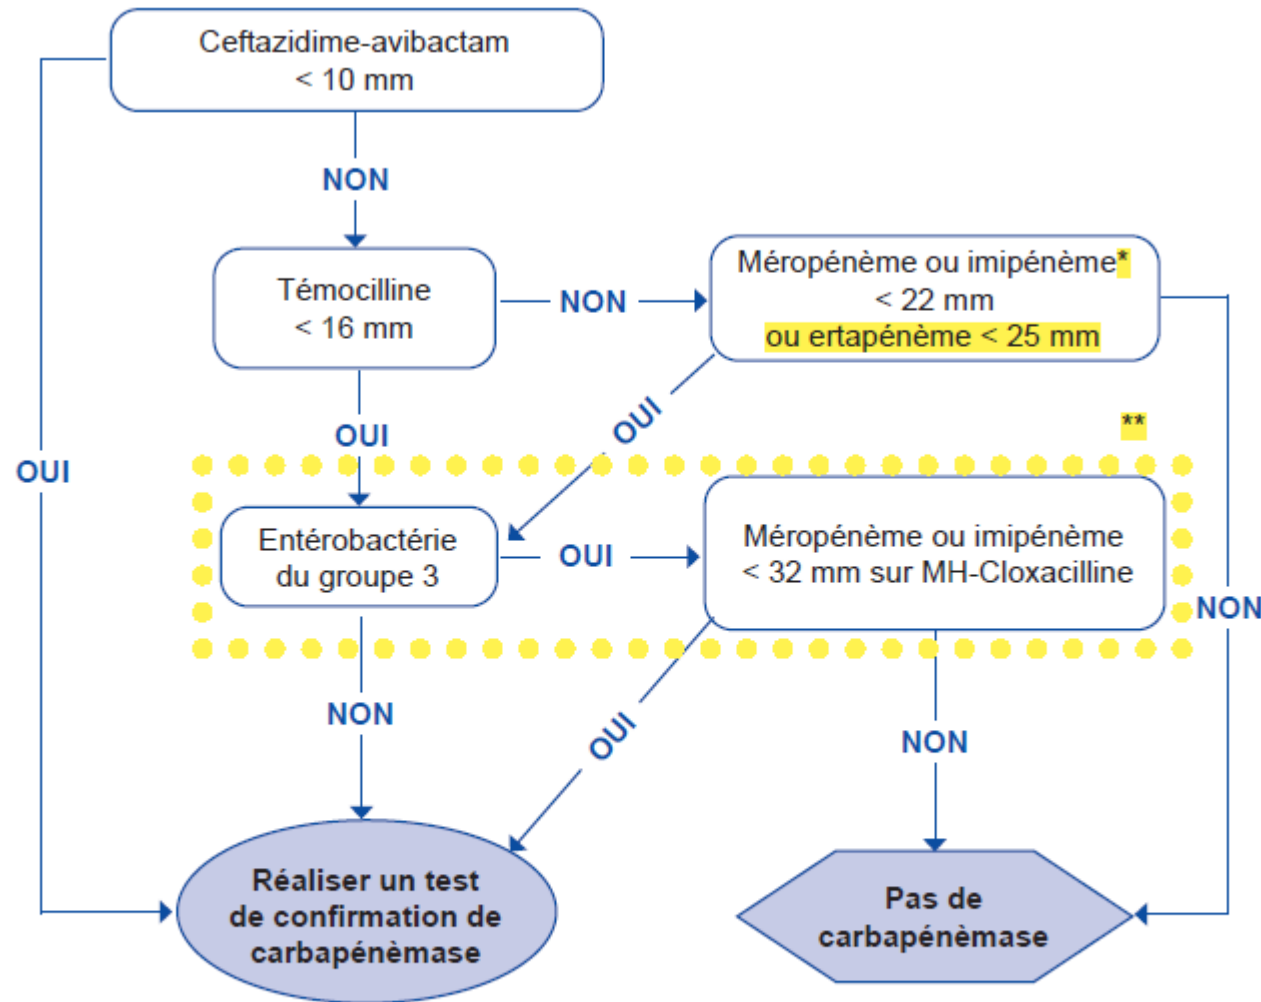 Ceftazidime-avibactam
< 10 mm
NON
Témocilline
< 16 mm
NON
Méropénème ou imipénème*
< 22 mm
ou ertapénème < 25 mm
OUI
OUI
**
OUI
Entérobactérie
du groupe 3
OUI
Méropénème ou imipénème
< 32 mm sur MH-Cloxacilline
NON
NON
OUI
NON
Réaliser un test
de confirmation de
carbapénèmase
Pas de
carbapénèmase